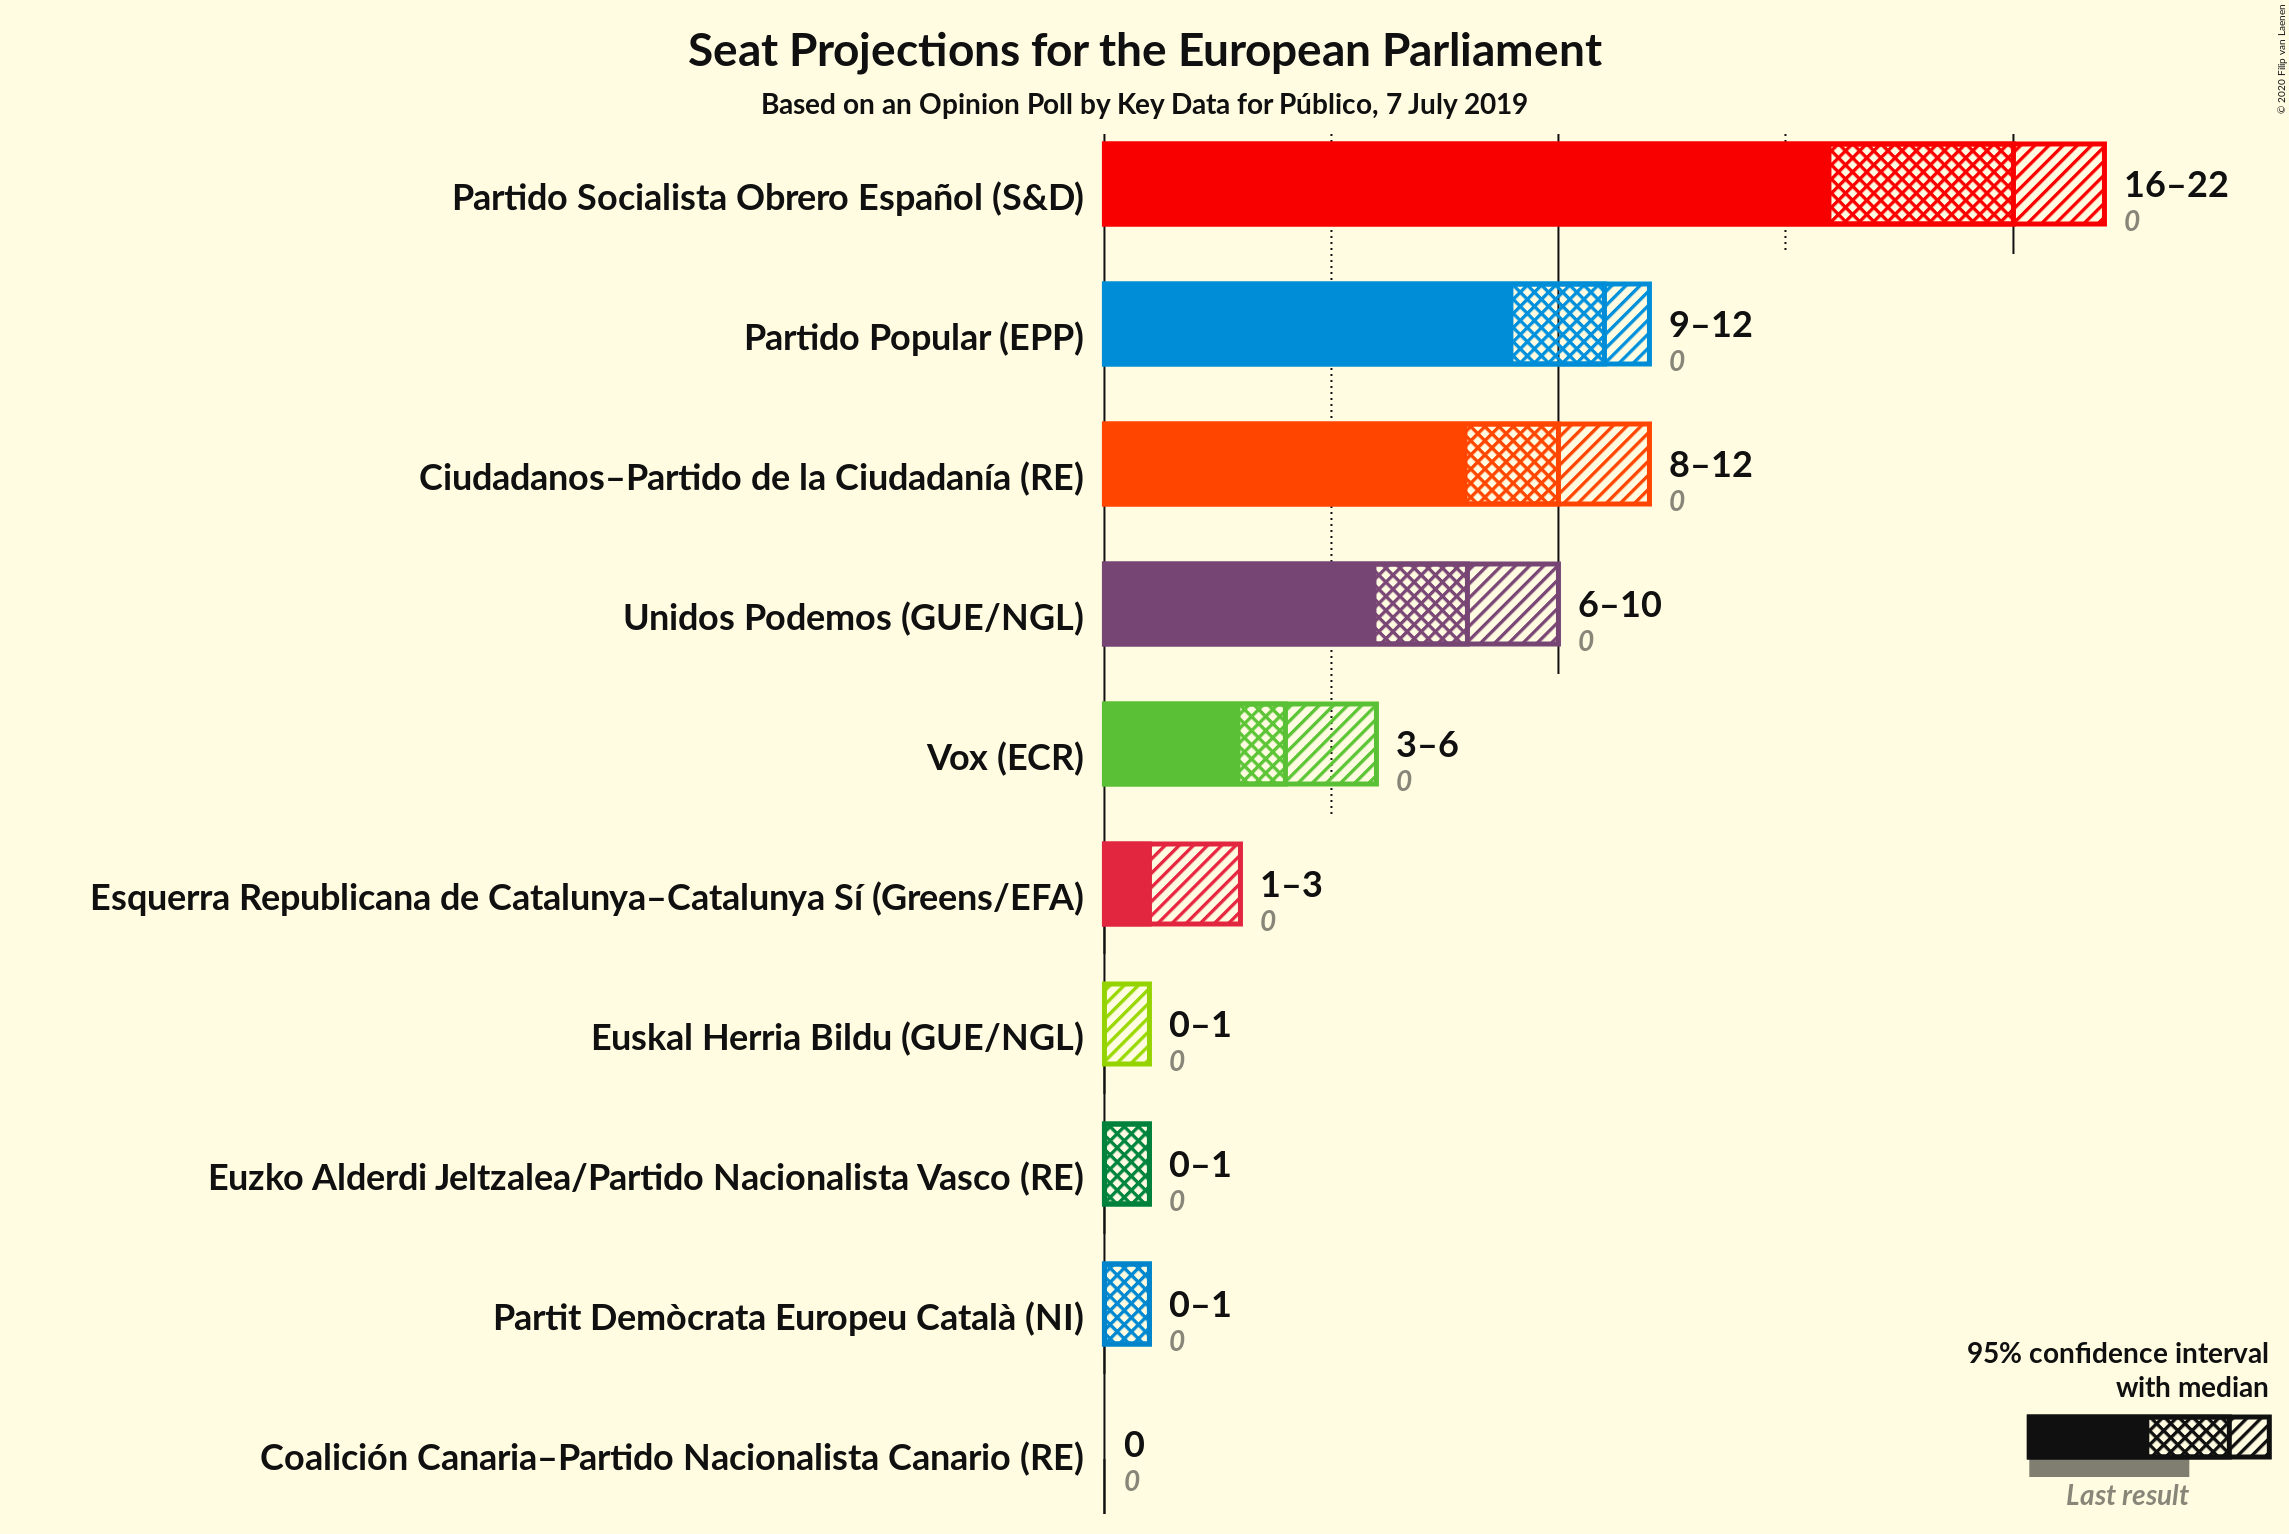 Seat Projections for the European Parliament
Based on an Opinion Poll by Key Data for Público, 7 July 2019
© 2020 Filip van Laenen
Partido Socialista Obrero Español (S&D)
16–22
0
Partido Popular (EPP)
9–12
0
Ciudadanos–Partido de la Ciudadanía (RE)
8–12
0
Unidos Podemos (GUE/NGL)
6–10
0
Vox (ECR)
3–6
0
Esquerra Republicana de Catalunya–Catalunya Sí (Greens/EFA)
1–3
0
Euskal Herria Bildu (GUE/NGL)
0–1
0
Euzko Alderdi Jeltzalea/Partido Nacionalista Vasco (RE)
0–1
0
Partit Demòcrata Europeu Català (NI)
0–1
0
Coalición Canaria–Partido Nacionalista Canario (RE)
0
0
95% confidence interval
with median
Last result